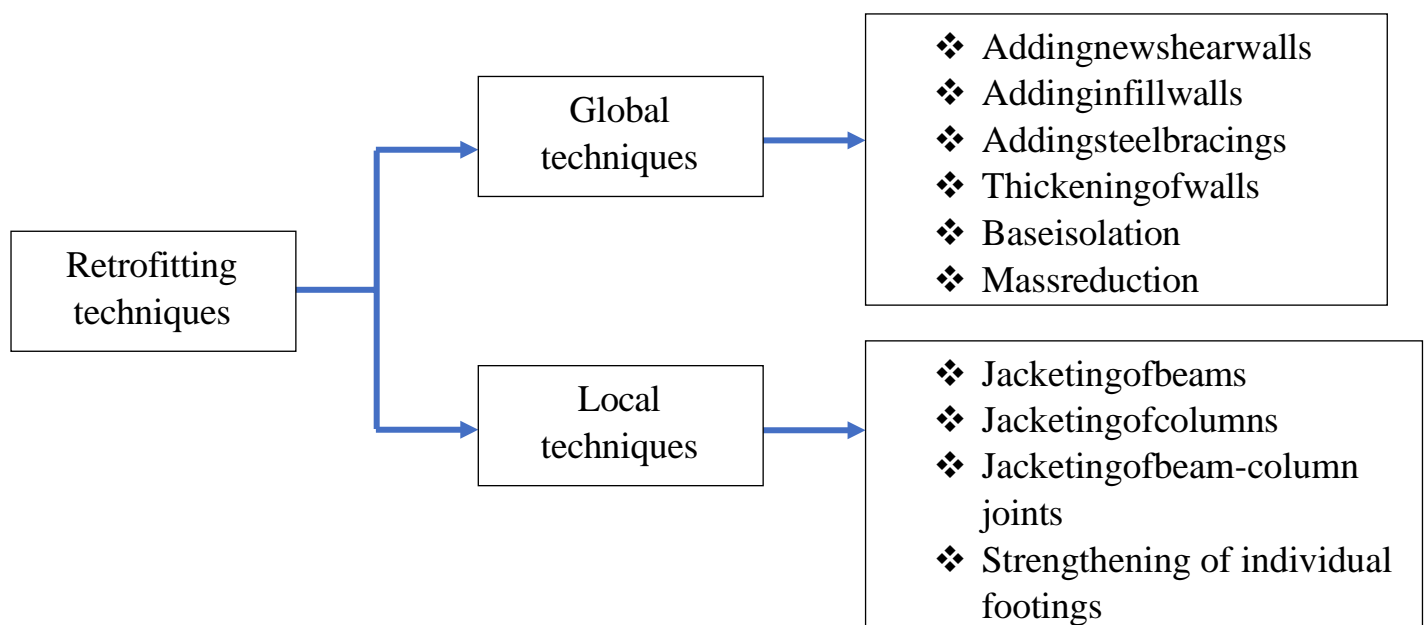 Retrofitting
techniques
Global
techniques
❖ Addingnewshearwalls
❖ Addinginfillwalls
❖ Addingsteelbracings
❖ Thickeningofwalls
❖ Baseisolation
❖ Massreduction
Local
techniques
❖ Jacketingofbeams
❖ Jacketingofcolumns
❖ Jacketingofbeam-column
joints
❖ Strengthening of individual
footings